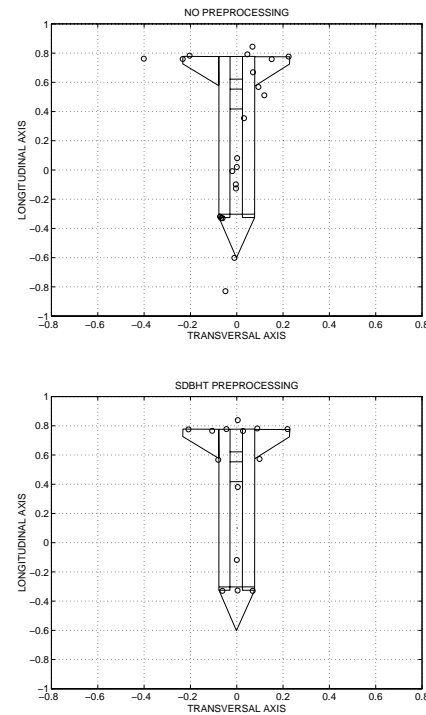 NO PREPROCESSING
1
0.8
0.6
0.4
0.2
0
−0.2
−0.4
−0.6
−0.8
−1
−0.8 −0.6 −0.4 −0.2 0 0.2 0.4 0.6 0.8
LONGITUDINAL AXIS
TRANSVERSAL AXIS
SDBHT PREPROCESSING
1
0.8
0.6
0.4
0.2
0
−0.2
−0.4
−0.6
−0.8
−1
−0.8 −0.6 −0.4 −0.2 0 0.2 0.4 0.6 0.8
LONGITUDINAL AXIS
TRANSVERSAL AXIS